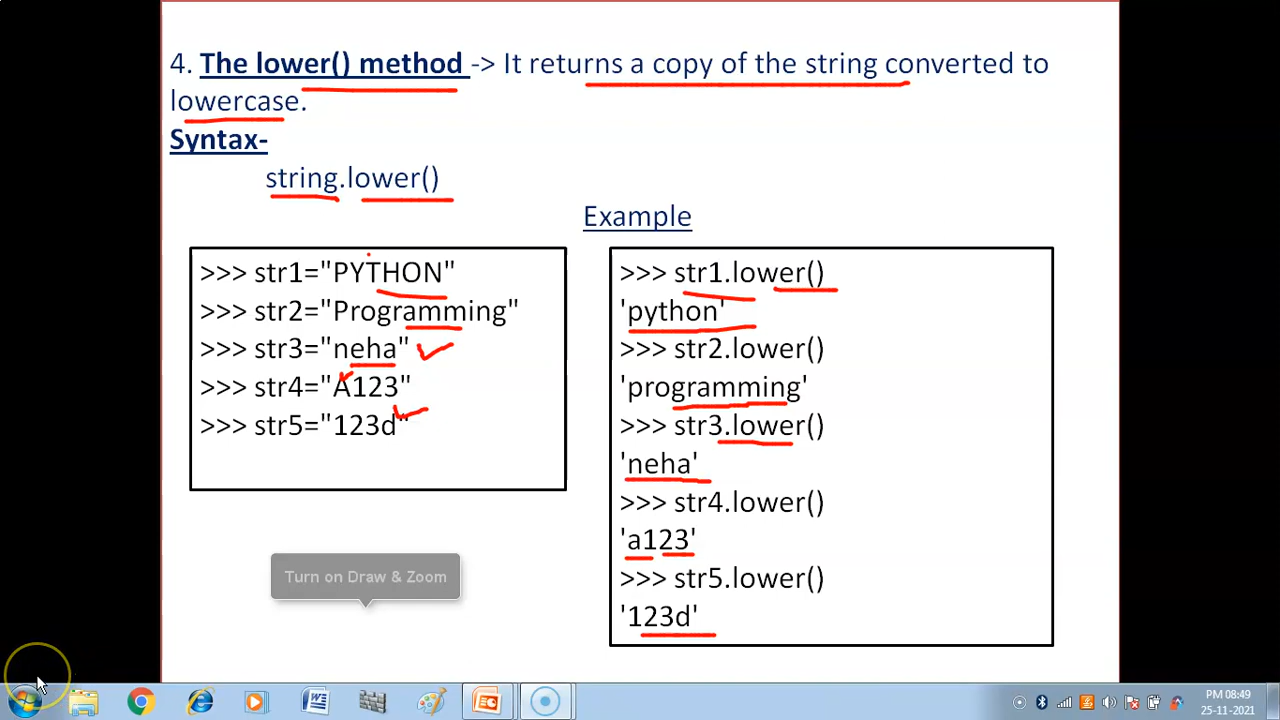 4. The lower() method -> It returns a copy of the string converted to
lowercase.
Syntax-
string.lower()
Example
>>> str1="PYTHON"
>>> str2="Programming"
>>> str3="neha"
>>> str4="A123"
>>> str5="123d"
>>> str1.lower()
'python'
>>> str2.lower()
'programming'
>>> str3.lower()
'neha'
>>> str4.lower()
'a123'
>>> str5.lower()
'123d'
Turn on Draw & Zoom
PM 08:49
25-11-2021